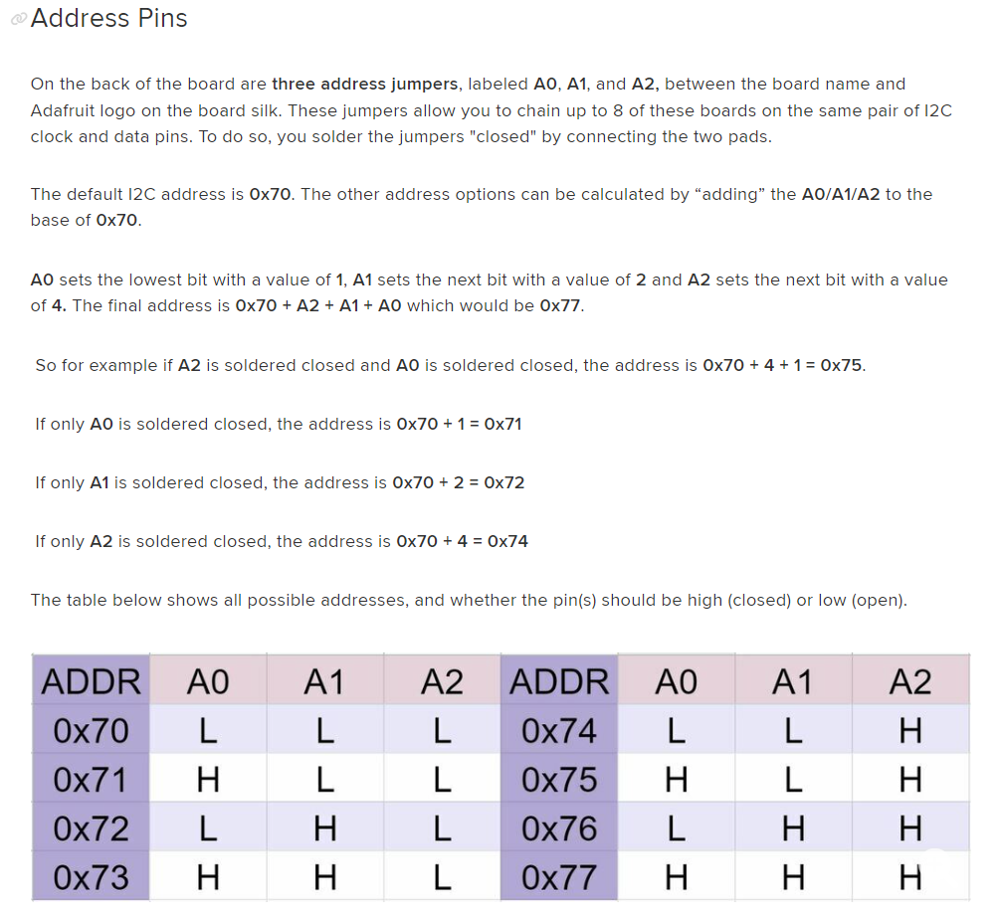 Address Pins
On the back of the board are three address jumpers, labeled A0, A1, and A2, between the board name and
Adafruit logo on the board silk. These jumpers allow you to chain up to 8 of these boards on the same pair of I2C
clock and data pins. To do so, you solder the jumpers "closed" by connecting the two pads.
The default I2C address is 0x70. The other address options can be calculated by “adding” the A0/A1/A2 to the
base of 0x70.
A0 sets the lowest bit with a value of 1, A1 sets the next bit with a value of 2 and A2 sets the next bit with a value
of 4. The final address is 0x70 + A2 + A1 + A0 which would be 0x77.
So for example if A2 is soldered closed and A0 is soldered closed, the address is 0x70 + 4 + 1 = 0x75.
If only A0 is soldered closed, the address is 0x70 + 1 = 0x71
If only A1 is soldered closed, the address is 0x70 + 2 = 0x72
If only A2 is soldered closed, the address is 0x70 + 4 = 0x74
The table below shows all possible addresses, and whether the pin(s) should be high (closed) or low (open).
ADDR A0 A1 A2 ADDR A0 A1 A2
0x70 L L L 0x74 L L H
0x71 H L L 0x75 H L H
0x72 L H L 0x76 L H H
0x73 H H L 0x77 H H H